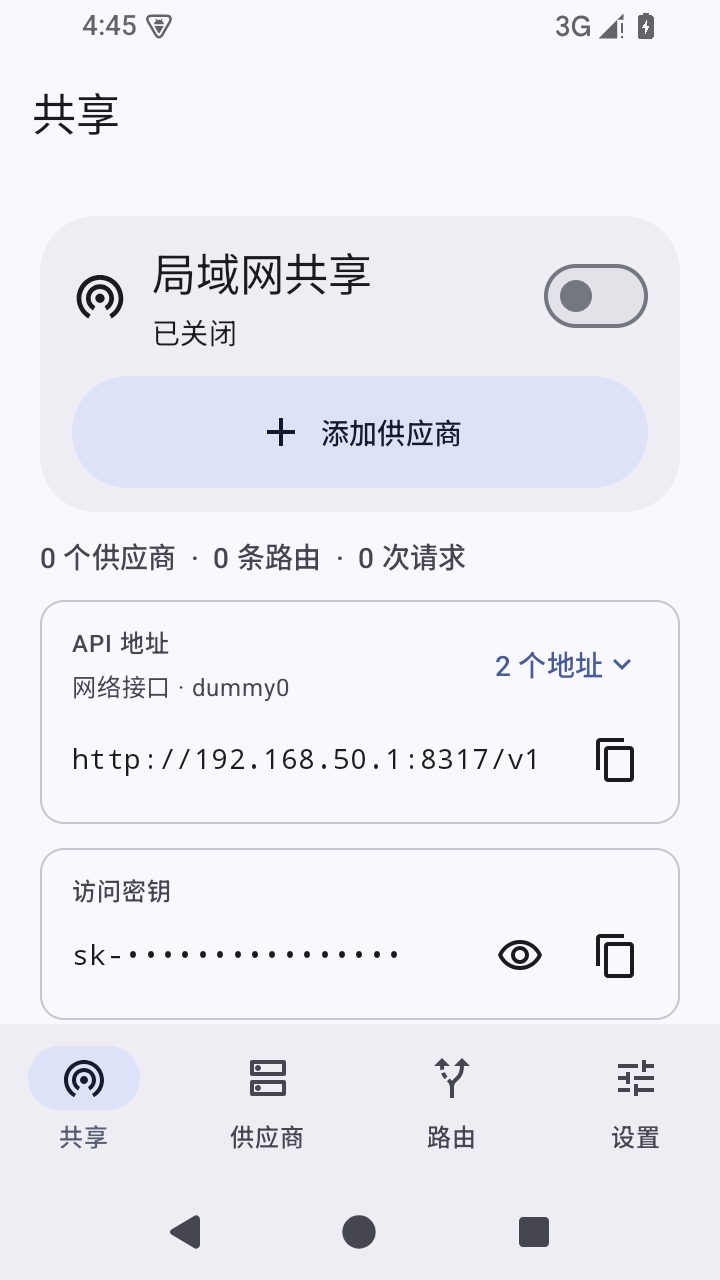 4:45
3G
共享
局域网共享
已关闭
添加供应商
0 个供应商 · 0 条路由 · 0 次请求
API 地址
2 个地址
网络接口 · dummy0
http://192.168.50.1:8317/v1
访问密钥
sk-••••••••••••••••
共享
供应商
路由
设置